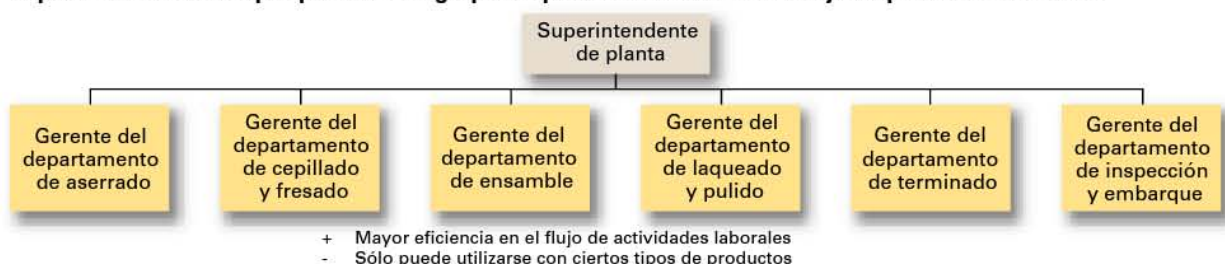 Superintendente
de planta
Gerente del
departamento
de aserrado
Gerente del
departamento
de cepillado
y fresado
Gerente del
departamento
de ensamble
Gerente del
departamento
de laqueado
y pulido
Gerente del
departamento
de terminado
Gerente del
departamento
de inspección
y embarque
+ Mayor eficiencia en el flujo de actividades laborales
- Sólo puede utilizarse con ciertos tipos de productos